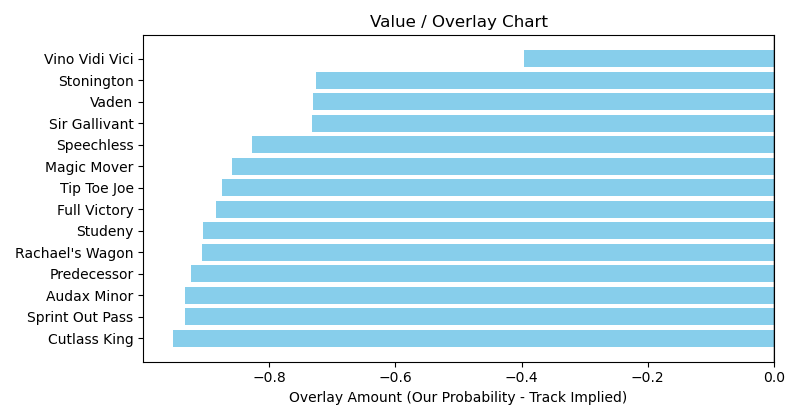 Value / Overlay Chart
Vino Vidi Vici
Stonington
Vaden
Sir Gallivant
Speechless
Magic Mover
Tip Toe Joe
Full Victory
Studeny
Rachael's Wagon
Predecessor
Audax Minor
Sprint Out Pass
Cutlass King
−0.8 −0.6 −0.4 −0.2 0.0
Overlay Amount (Our Probability - Track Implied)